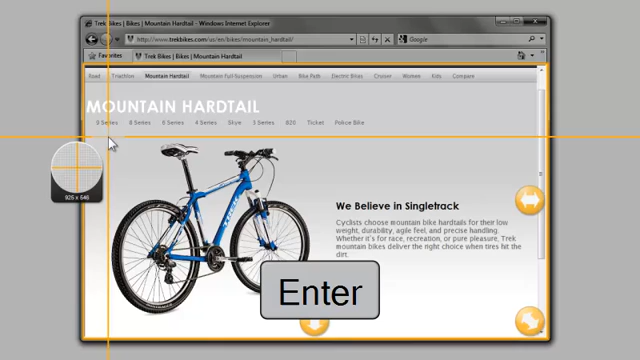 Trek Bikes | Bikes | Mountain Hardtail - Windows Internet Explorer
http://www.trekbikes.com/us/en/bikes/mountain_hardtail/
Google
Favorites
Trek Bikes | Bikes | Mountain Hardtail
Road Triathlon Mountain Hardtail Mountain Full-Suspension Urban Bike Path Electric Bikes Cruiser Women Kids Compare
MOUNTAIN HARDTAIL
8 Series 6 Series 4 Series Skye 3 Series 820 Ticket Police Bike
925 x 546
We Believe in Singletrack
Cyclists choose mountain bike hardtails for their low
weight, durability, agile feel, and precise handling.
Whether it's for race, recreation, or pure pleasure, Trek
mountain bikes deliver the right choice when tires hit the
dirt.
TREK
Enter